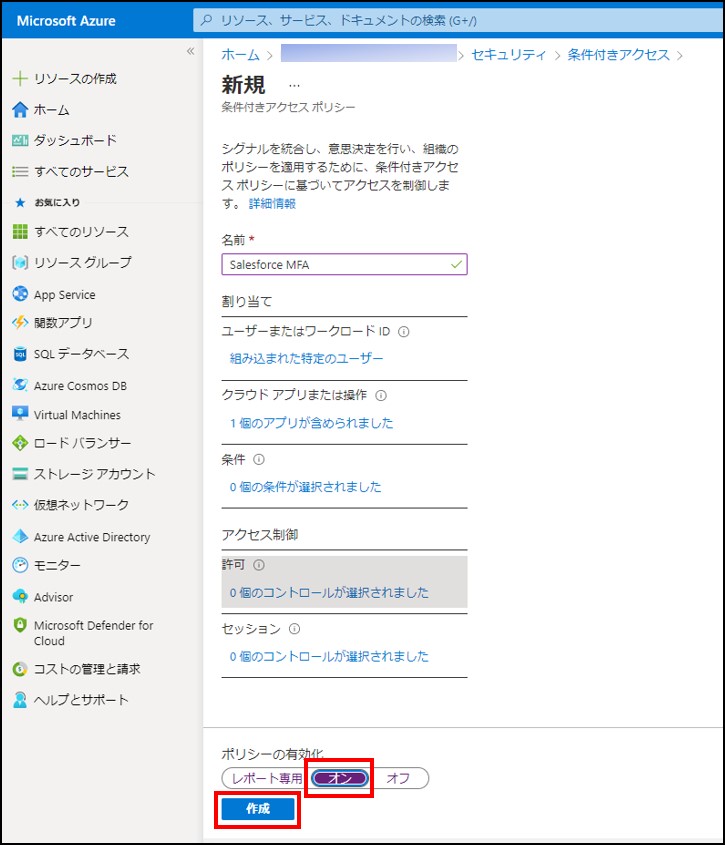 Microsoft Azure
リソース、サービス、ドキュメントの検索 (G+/)
«
リソースの作成
ホーム
ダッシュボード
すべてのサービス
お気に入り
すべてのリソース
リソース グループ
App Service
関数アプリ
SQL データベース
Azure Cosmos DB
Virtual Machines
ロード バランサー
ストレージ アカウント
仮想ネットワーク
Azure Active Directory
モニター
Advisor
Microsoft Defender for
Cloud
コストの管理と請求
ヘルプとサポート
ホーム > > セキュリティ > 条件付きアクセス >
新規 …
条件付きアクセス ポリシー
シグナルを統合し、意思決定を行い、組織の
ポリシーを適用するために、条件付きアクセ
ス ポリシーに基づいてアクセスを制御しま
す。 詳細情報
名前 *
Salesforce MFA
割り当て
ユーザーまたはワークロード ID
組み込まれた特定のユーザー
クラウド アプリまたは操作
1 個のアプリが含められました
条件
0 個の条件が選択されました
アクセス制御
許可
0 個のコントロールが選択されました
セッション
0 個のコントロールが選択されました
ポリシーの有効化
レポート専用 オン オフ
作成